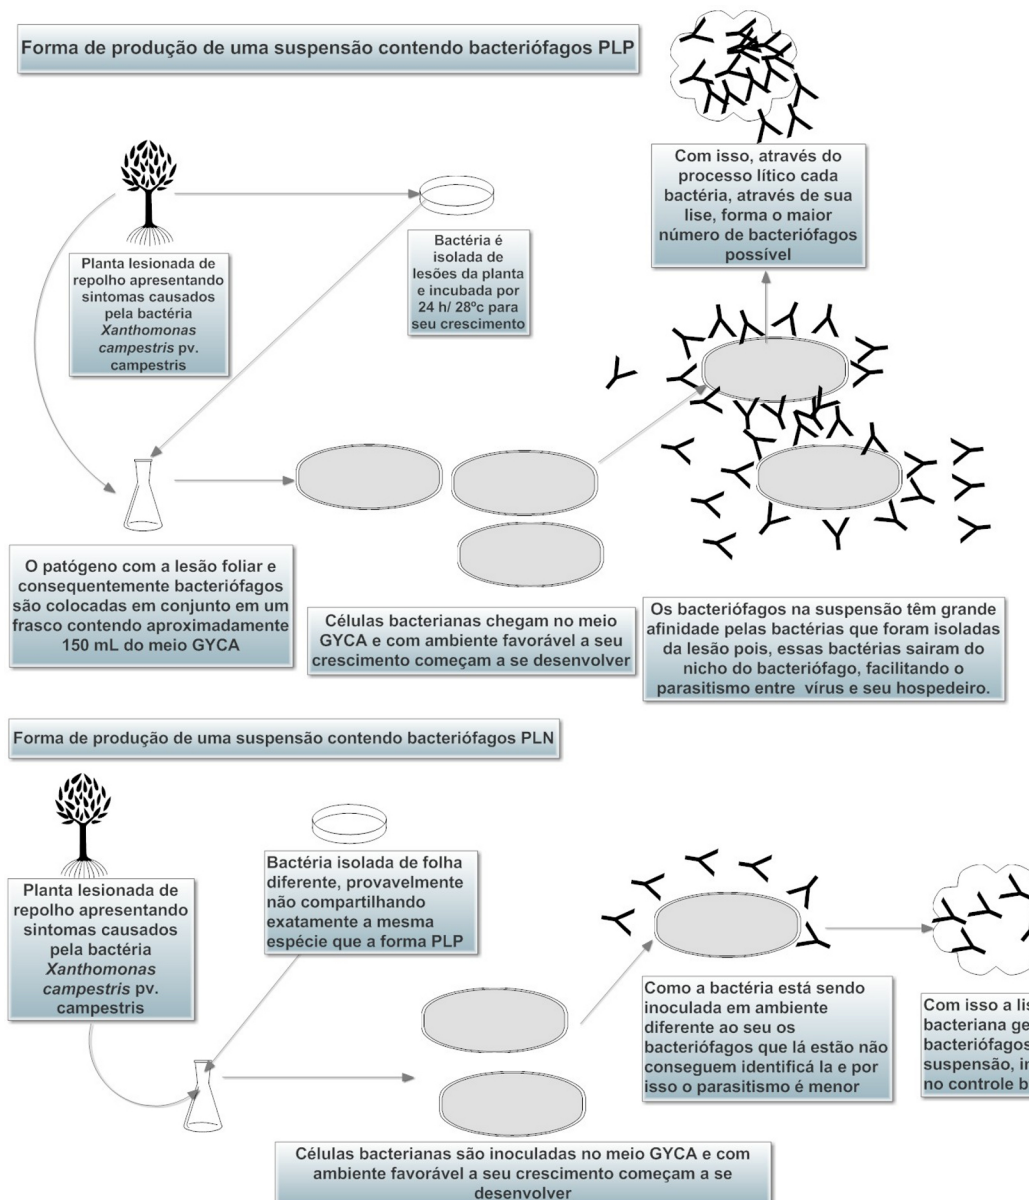 Forma de produção de uma suspensão contendo bacteriófagos PLP
Com isso, através do
processo lítico cada
bactéria, através de sua
lise, forma o maior
número de bacteriófagos
possível
Planta lesionada de
repolho apresentando
sintomas causados
pela bactéria
Xanthomonas
campestris pv.
campestris
Bactéria é
isolada de
lesões da planta
e incubada por
24 h/ 28ºc para
seu crescimento
O patógeno com a lesão foliar e
consequentemente bacteriófagos
são colocadas em conjunto em um
frasco contendo aproximadamente
150 mL do meio GYCA
Células bacterianas chegam no meio
GYCA e com ambiente favorável a seu
crescimento começam a se desenvolver
Os bacteriófagos na suspensão têm grande
afinidade pelas bactérias que foram isoladas
da lesão pois, essas bactérias sairam do
nicho do bacteriófago, facilitando o
parasitismo entre vírus e seu hospedeiro.
Forma de produção de uma suspensão contendo bacteriófagos PLN
Planta lesionada de
repolho apresentando
sintomas causados
pela bactéria
Xanthomonas
campestris pv.
campestris
Bactéria isolada de folha
diferente, provavelmente
não compartilhando
exatamente a mesma
espécie que a forma PLP
Células bacterianas são inoculadas no meio GYCA e com
ambiente favorável a seu crescimento começam a se
desenvolver
Como a bactéria está sendo
inoculada em ambiente
diferente ao seu os
bacteriófagos que lá estão não
conseguem identificá la e por
isso o parasitismo é menor
Com isso a
bacteriana
bacteriófagos
suspensão,
no controle